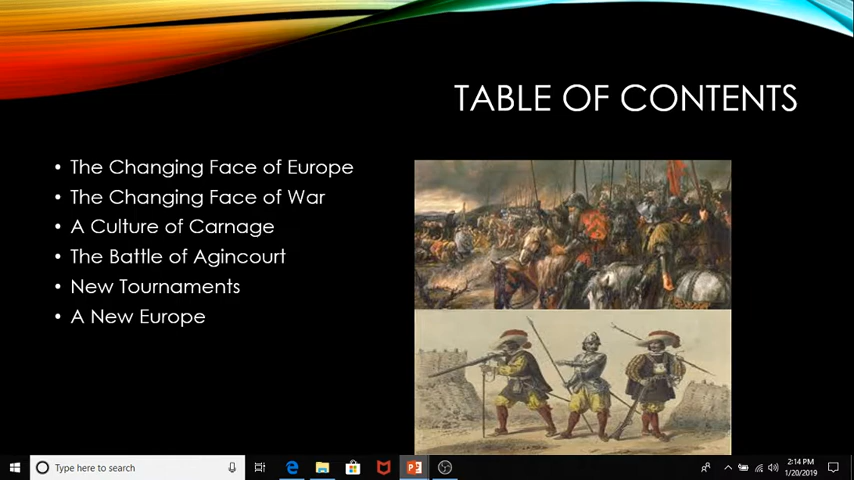 TABLE OF CONTENTS
• The Changing Face of Europe
• The Changing Face of War
• A Culture of Carnage
• The Battle of Agincourt
• New Tournaments
• A New Europe
Type here to search
2:14 PM
1/20/2019